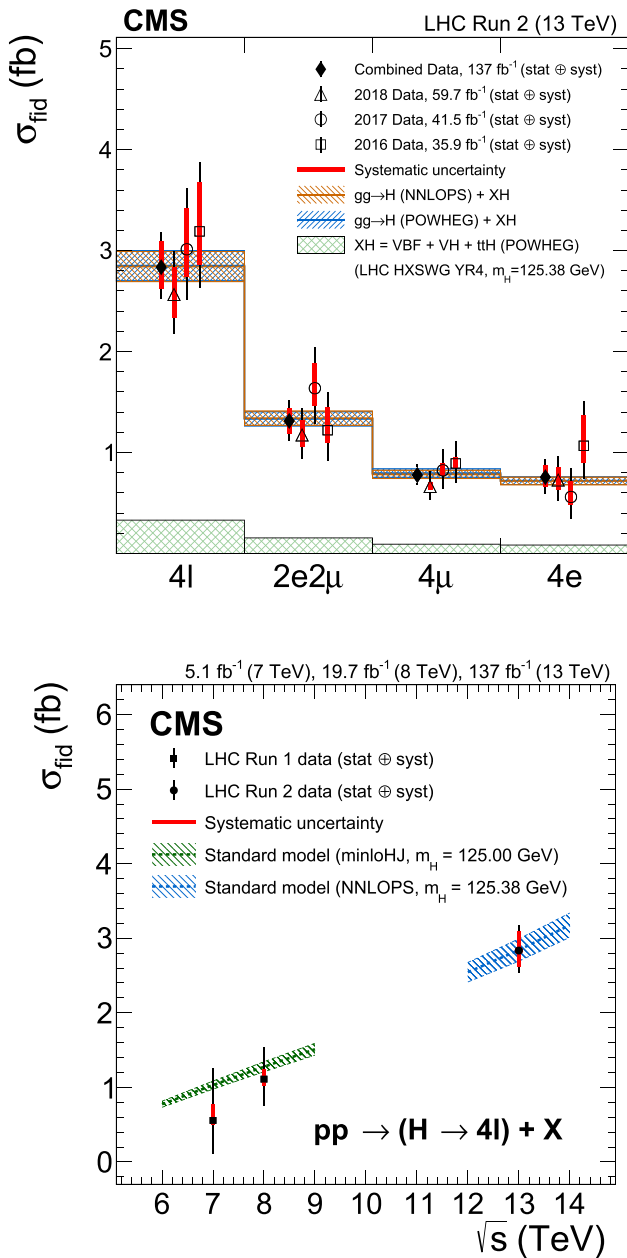 CMS LHC Run 2 (13 TeV)
σfid (fb)
5
4
3
2
1
Combined Data, 137 fb⁻¹ (stat ⊕ syst)
2018 Data, 59.7 fb⁻¹ (stat ⊕ syst)
2017 Data, 41.5 fb⁻¹ (stat ⊕ syst)
2016 Data, 35.9 fb⁻¹ (stat ⊕ syst)
Systematic uncertainty
gg→H (NNLOPS) + XH
gg→H (POWHEG) + XH
XH = VBF + VH + ttH (POWHEG)
(LHC HXSWG YR4, mH=125.38 GeV)
4l 2e2μ 4μ 4e
5.1 fb⁻¹ (7 TeV), 19.7 fb⁻¹ (8 TeV), 137 fb⁻¹ (13 TeV)
σfid (fb)
6
5
4
3
2
1
0
CMS
LHC Run 1 data (stat ⊕ syst)
LHC Run 2 data (stat ⊕ syst)
Systematic uncertainty
Standard model (minloHJ, mH = 125.00 GeV)
Standard model (NNLOPS, mH = 125.38 GeV)
pp → (H → 4l) + X
6 7 8 9 10 11 12 13 14
√s (TeV)